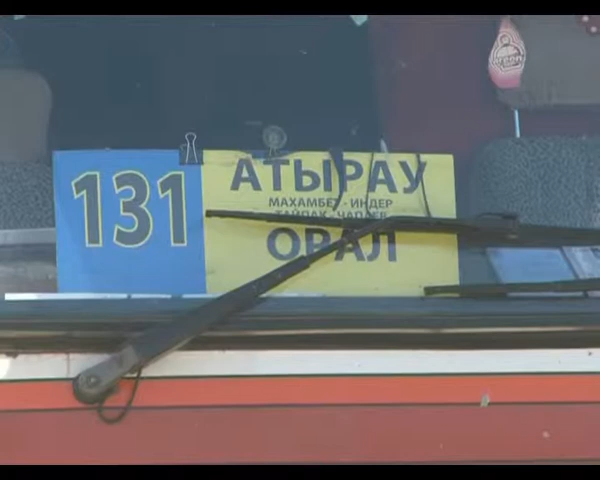 131
АТЫРАУ
МАХАМБЕТ - ИНДЕР
ТАЙПАК - ЧАПАЕВ
ОРАЛ